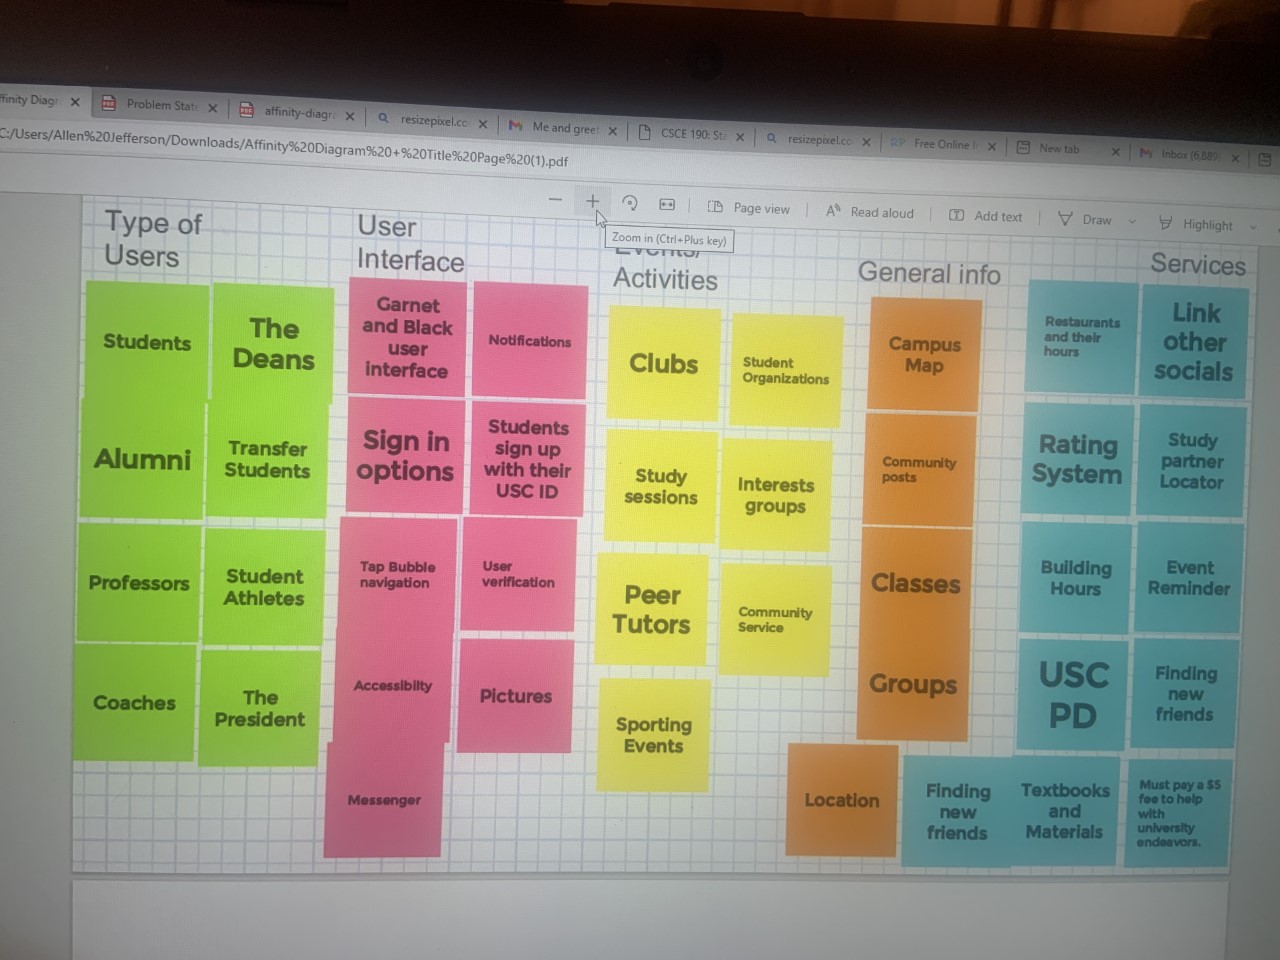 ffinity Diagr
Problem State
affinity-diagra
resizepixel.co
Me and greet
CSCE 190: Sta
resizepixel.co
Free Online I
New tab
Inbox (6,889)
C:/Users/Allen%20Jefferson/Downloads/Affinity%20Diagram%20+%20Title%20Page%20(1).pdf
Page view
Read aloud
Add text
Draw
Highlight
Zoom in (Ctrl+Plus key)
Type of
Users
Students
The
Deans
Alumni
Transfer
Students
Professors
Student
Athletes
Coaches
The
President
User
Interface
Garnet
and Black
user
interface
Notifications
Sign in
options
Students
sign up
with their
USC ID
Tap Bubble
navigation
User
verification
Accessibilty
Pictures
Messenger
Events/
Activities
Clubs
Student
Organizations
Study
sessions
Interests
groups
Peer
Tutors
Community
Service
Sporting
Events
General info
Campus
Map
Community
posts
Classes
Groups
Location
Services
Restaurants
and their
hours
Link
other
socials
Rating
System
Study
partner
Locator
Building
Hours
Event
Reminder
USC
PD
Finding
new
friends
Finding
new
friends
Textbooks
and
Materials
Must pay a $5
fee to help
with
university
endeavors.